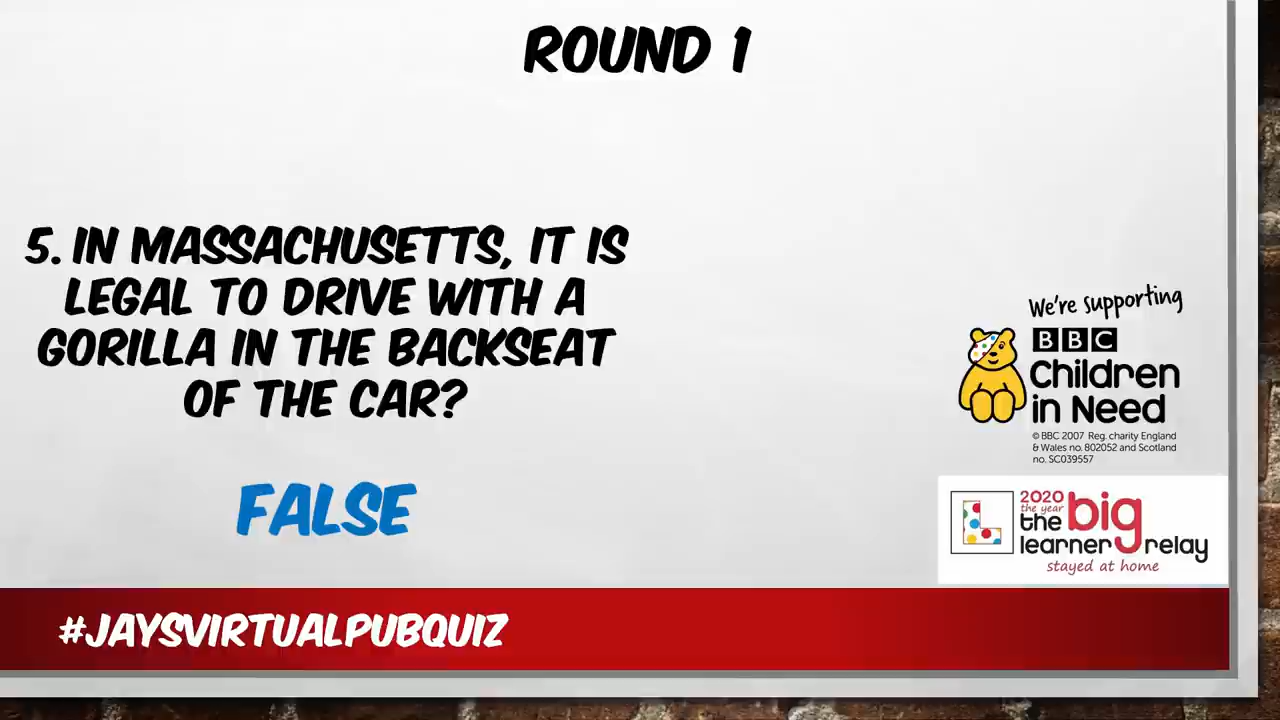 ROUND 1
5. IN MASSACHUSETTS, IT IS
LEGAL TO DRIVE WITH A
GORILLA IN THE BACKSEAT
OF THE CAR?
FALSE
We're supporting
BBC
Children
in Need
© BBC 2007 Reg. charity England
& Wales no. 802052 and Scotland
no. SC039557
L
2020
the year
the big
learner relay
stayed at home
#JAYSVIRTUALPUBQUIZ